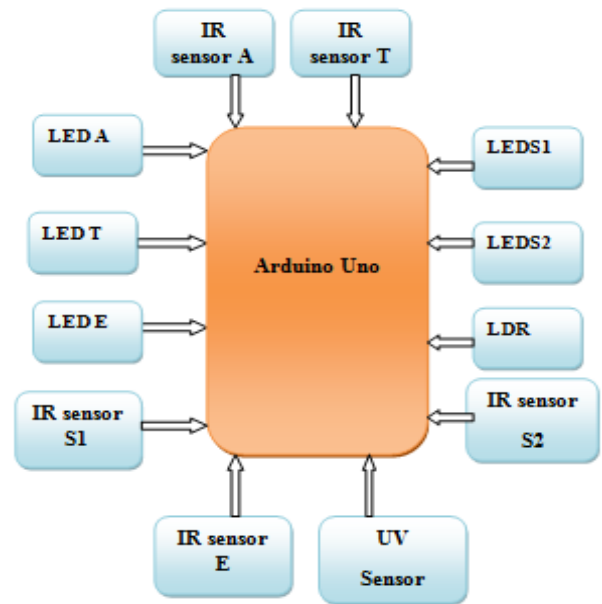 IR
sensor A
IR
sensor T
LED A
LEDS1
LED T
LEDS2
Arduino Uno
LED E
LDR
IR sensor
S1
IR sensor
S2
IR sensor
E
UV
Sensor